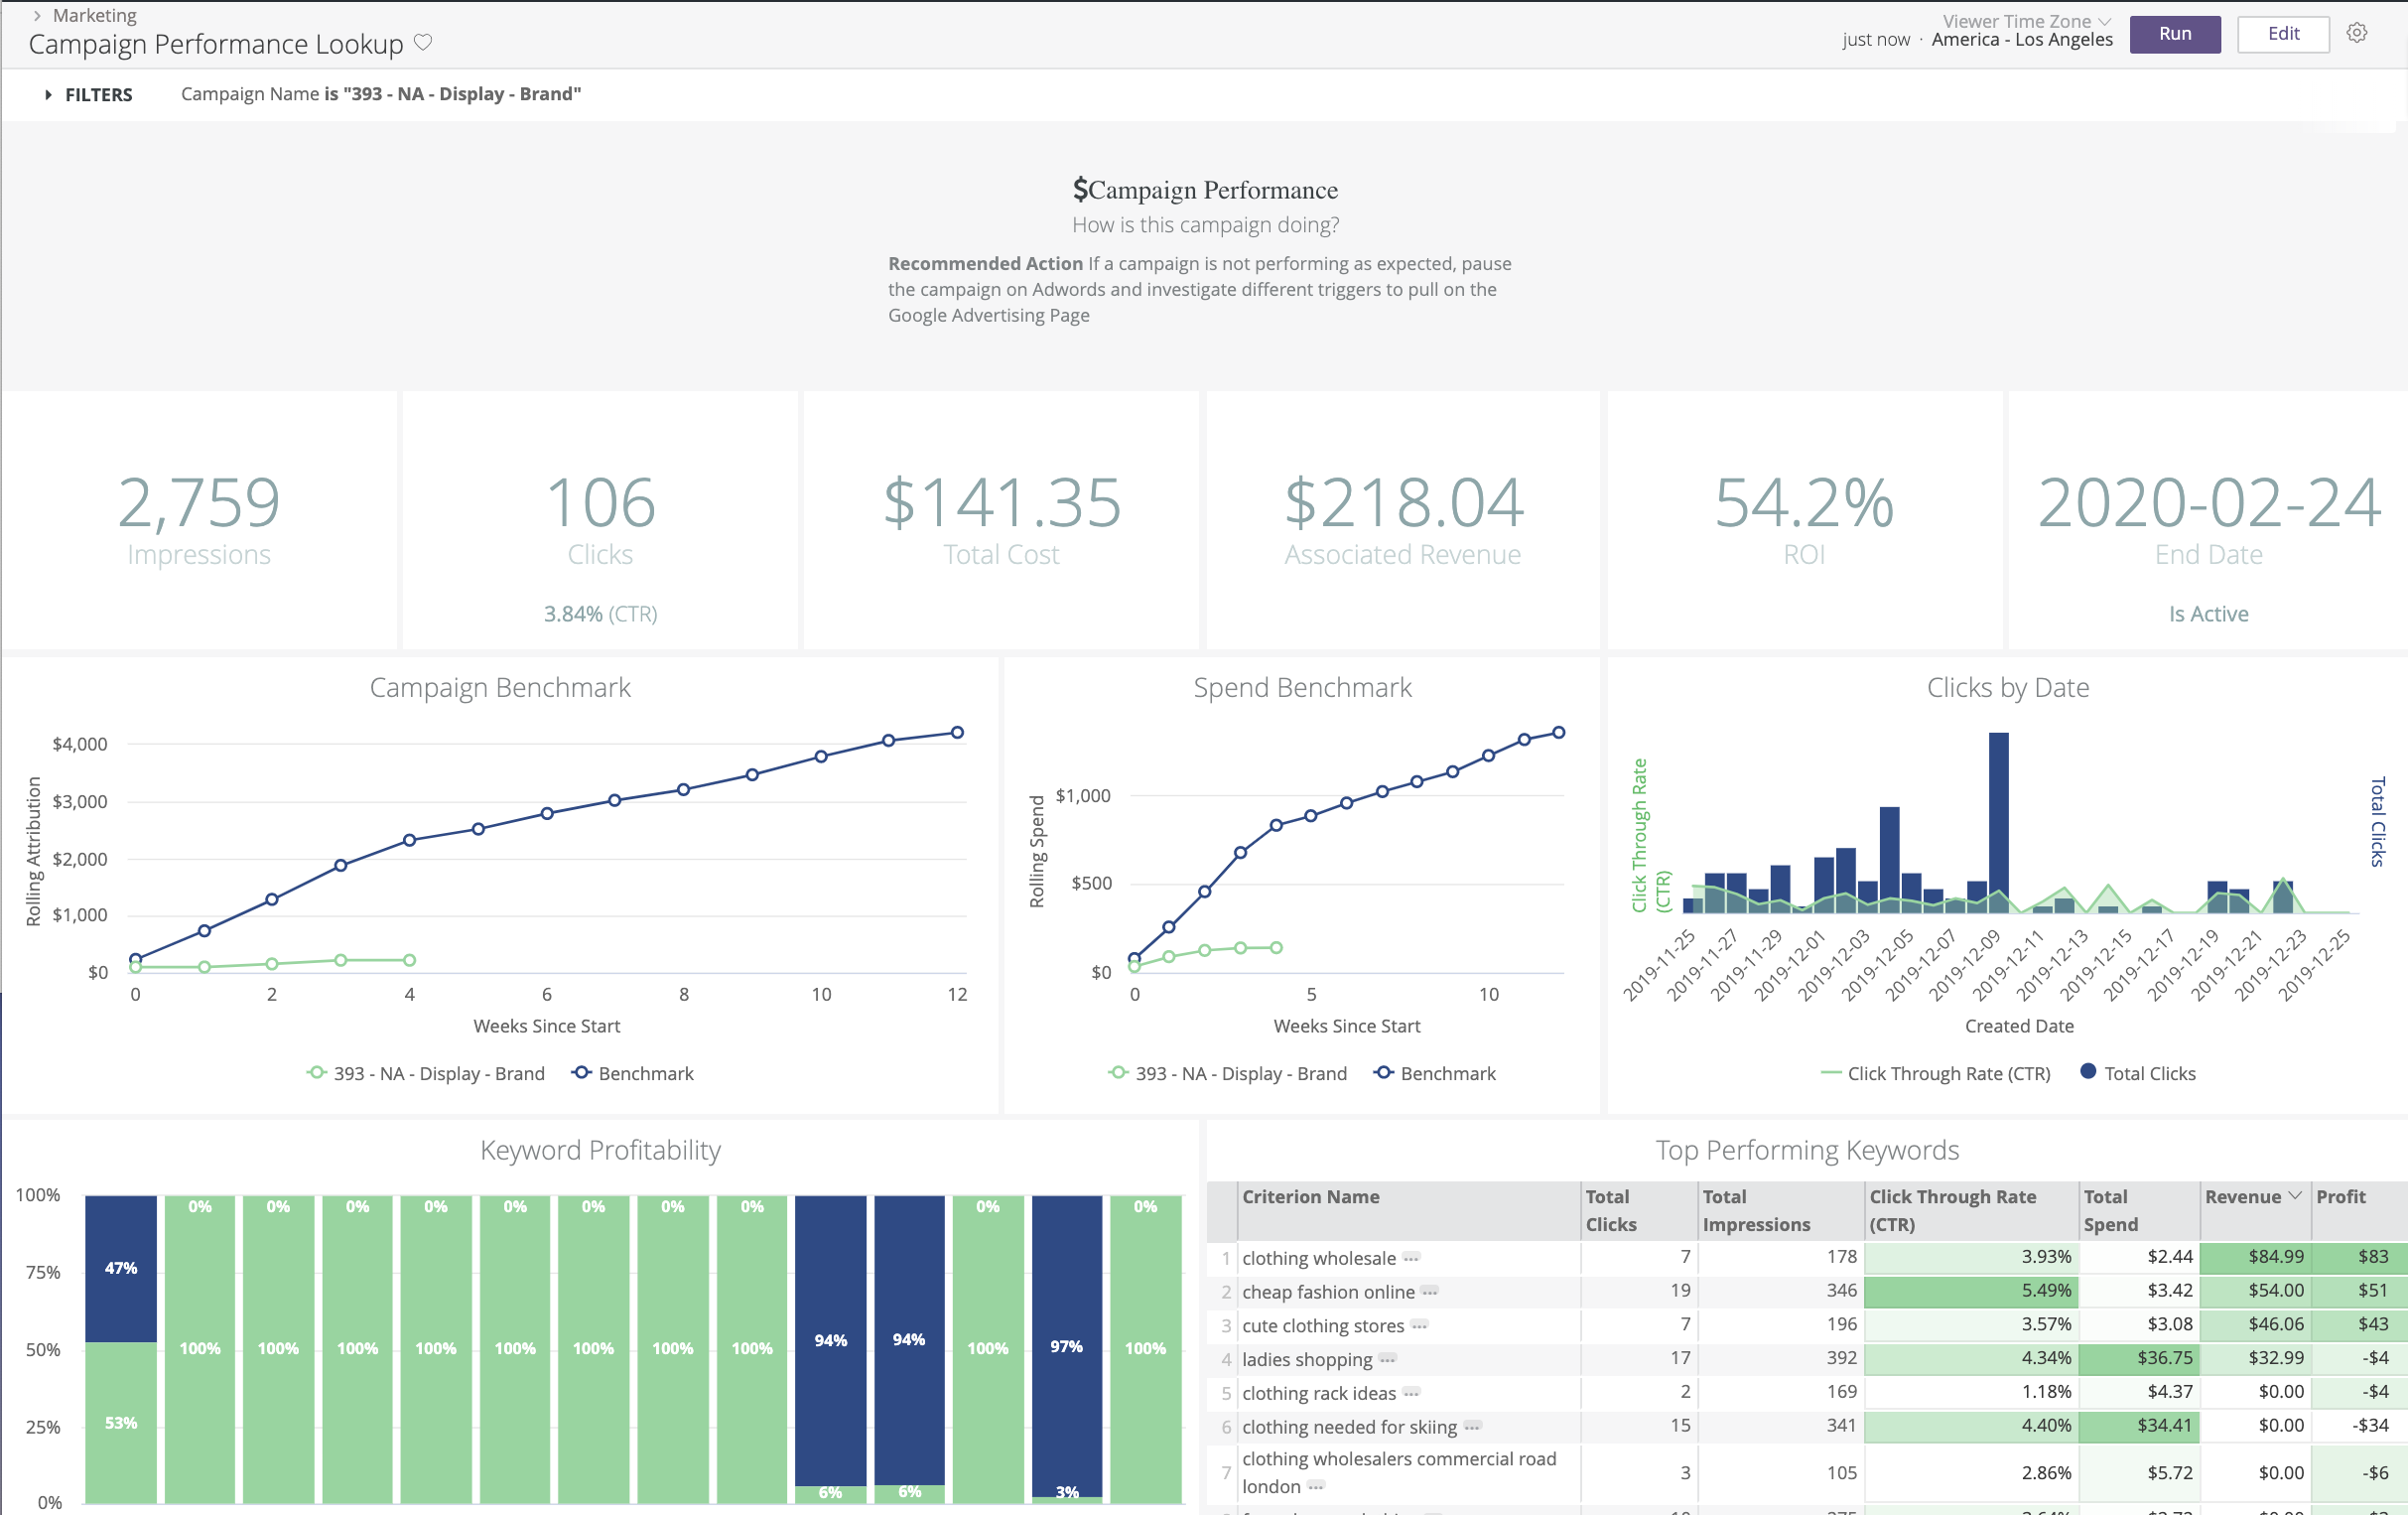 Marketing
Campaign Performance Lookup
Viewer Time Zone
just now · America - Los Angeles
Run
Edit
FILTERS
Campaign Name is "393 - NA - Display - Brand"
$Campaign Performance
How is this campaign doing?
Recommended Action If a campaign is not performing as expected, pause
the campaign on Adwords and investigate different triggers to pull on the
Google Advertising Page
2,759
Impressions
106
Clicks
3.84% (CTR)
$141.35
Total Cost
$218.04
Associated Revenue
54.2%
ROI
2020-02-24
End Date
Is Active
Campaign Benchmark
Rolling Attribution
$4,000
$3,000
$2,000
$1,000
$0
0 2 4 6 8 10 12
Weeks Since Start
393 - NA - Display - Brand Benchmark
Spend Benchmark
Rolling Spend
$1,000
$500
$0
0 5 10
Weeks Since Start
393 - NA - Display - Brand Benchmark
Clicks by Date
Click Through Rate
(CTR)
Total Clicks
2019-11-25 2019-11-27 2019-11-29 2019-12-01 2019-12-03 2019-12-05 2019-12-07 2019-12-09 2019-12-11 2019-12-13 2019-12-15 2019-12-17 2019-12-19 2019-12-21 2019-12-23 2019-12-25
Created Date
Click Through Rate (CTR) Total Clicks
Keyword Profitability
100%
75%
50%
25%
0%
0% 0% 0% 0% 0% 0% 0% 0% 0% 0%
47%
94% 94% 97%
100% 100% 100% 100% 100% 100% 100% 100% 100% 100%
53%
6% 6% 3%
Top Performing Keywords
Criterion Name Total Clicks Total Impressions Click Through Rate (CTR) Total Spend Revenue Profit
1 clothing wholesale 7 178 3.93% $2.44 $84.99 $83
2 cheap fashion online 19 346 5.49% $3.42 $54.00 $51
3 cute clothing stores 7 196 3.57% $3.08 $46.06 $43
4 ladies shopping 17 392 4.34% $36.75 $32.99 -$4
5 clothing rack ideas 2 169 1.18% $4.37 $0.00 -$4
6 clothing needed for skiing 15 341 4.40% $34.41 $0.00 -$34
7 clothing wholesalers commercial road london 3 105 2.86% $5.72 $0.00 -$6